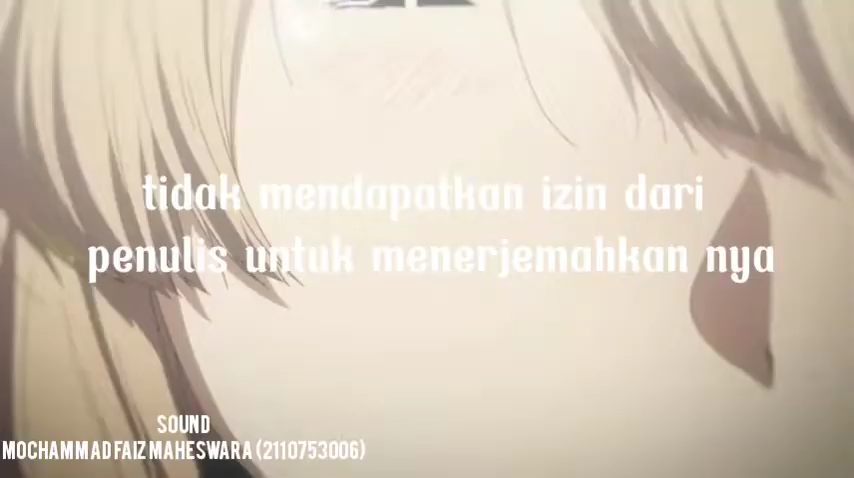 tidak mendapatkan izin dari
penulis untuk menerjemahkan nya
SOUND
MOCHAMMAD FAIZ MAHESWARA (2110753006)